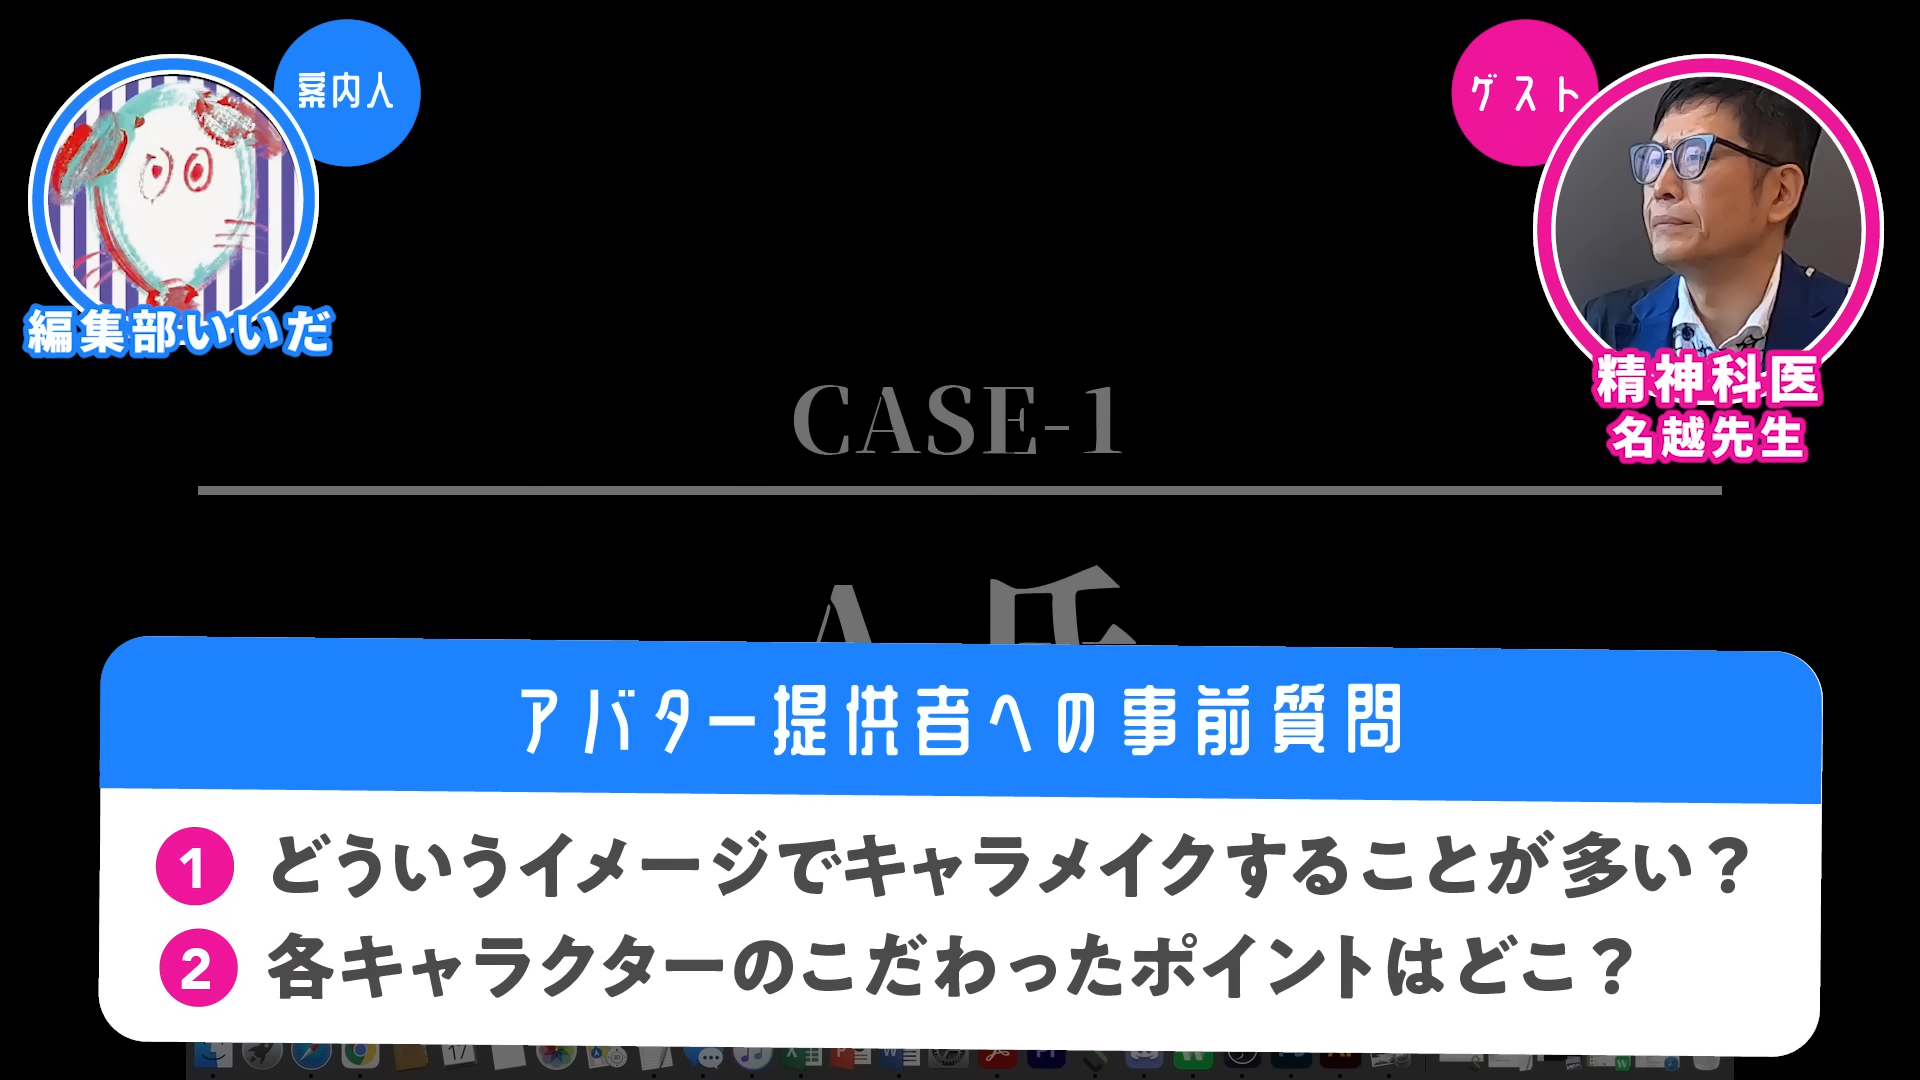 案内人
ゲスト
編集部いいだ
精神科医
名越先生
CASE-1
A 氏
アバター提供者への事前質問
1 どういうイメージでキャラメイクすることが多い？
2 各キャラクターのこだわったポイントはどこ？
17